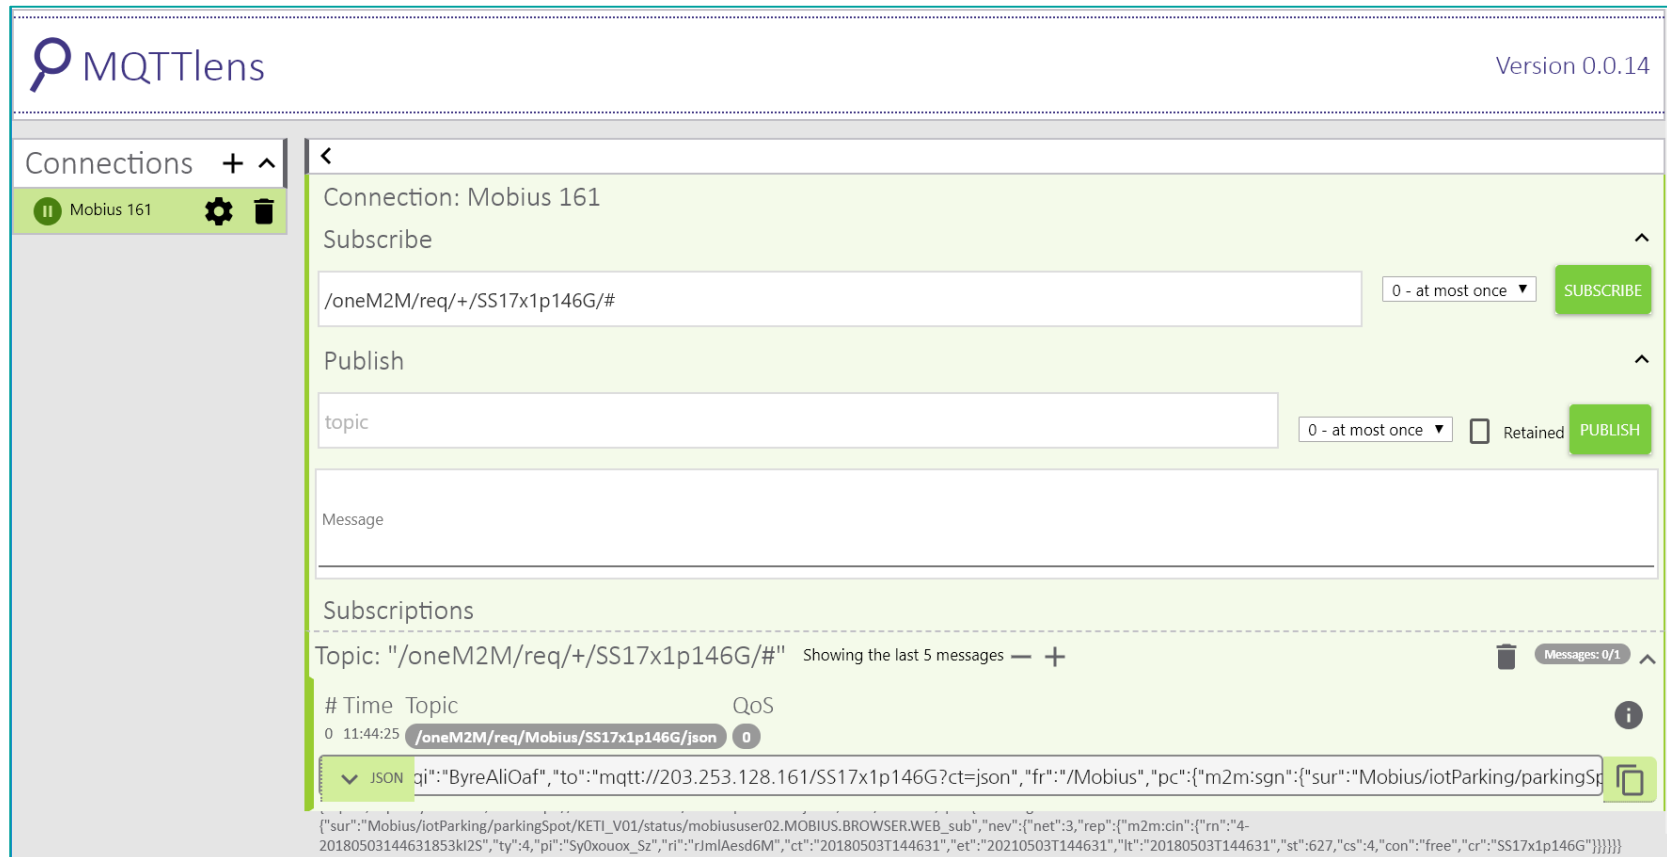 MQTTlens
Version 0.0.14
Connections
Mobius 161
Connection: Mobius 161
Subscribe
/oneM2M/req/+/SS17x1p146G/#
0 - at most once
SUBSCRIBE
Publish
topic
0 - at most once
Retained
PUBLISH
Message
Subscriptions
Topic: "/oneM2M/req/+/SS17x1p146G/#"
Showing the last 5 messages
Messages: 0/1
# Time Topic QoS
0 11:44:25 /oneM2M/req/Mobius/SS17x1p146G/json 0
JSON qi":"ByreAliOaf","to":"mqtt://203.253.128.161/SS17x1p146G?ct=json","fr":"/Mobius","pc":{"m2m:sgn":{"sur":"Mobius/iotParking/parkingSp
{"sur":"Mobius/iotParking/parkingSpot/KETI_V01/status/mobiususer02.MOBIUS.BROWSER.WEB_sub","nev":{"net":3,"rep":{"m2m:cin":{"rn":"4-
20180503144631853kI2S","ty":4,"pi":"Sy0xouox_Sz","ri":"rJmlAesd6M","ct":"20180503T144631","et":"20210503T144631","lt":"20180503T144631","st":627,"cs":4,"con":"free","cr":"SS17x1p146G"}}}}}}